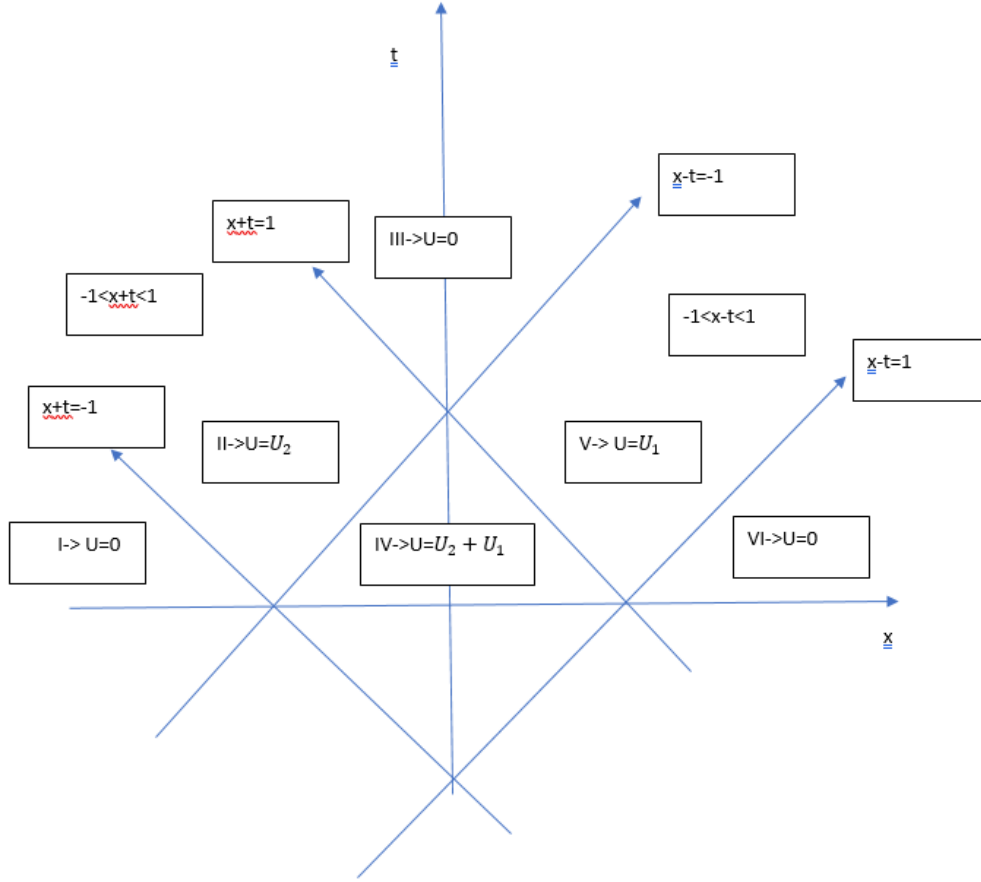 t
x-t=-1
x+t=1
III->U=0
-1<x+t<1
-1<x-t<1
x-t=1
x+t=-1
II->U=𝑈₂
V-> U=𝑈₁
I-> U=0
IV->U=𝑈₂ + 𝑈₁
VI->U=0
x